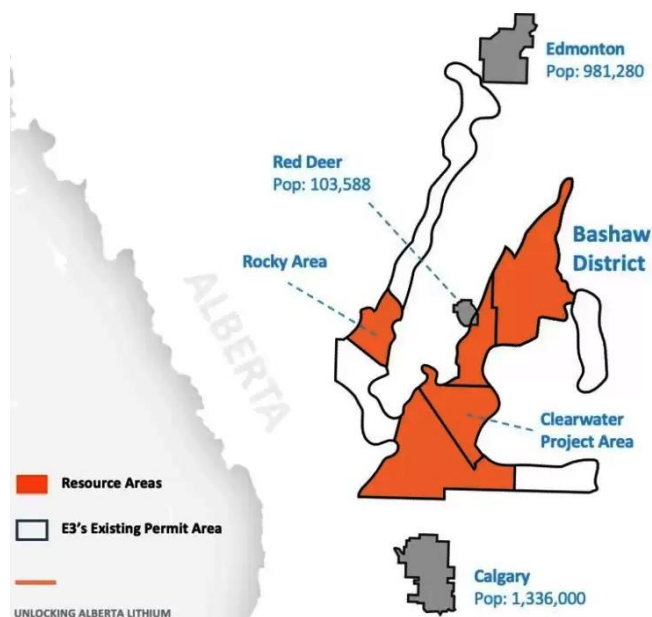 Edmonton
Pop: 981,280
Red Deer
Pop: 103,588
Bashaw
District
Rocky Area
ALBERTA
Clearwater
Project Area
Resource Areas
E3's Existing Permit Area
Calgary
Pop: 1,336,000
UNLOCKING ALBERTA LITHIUM